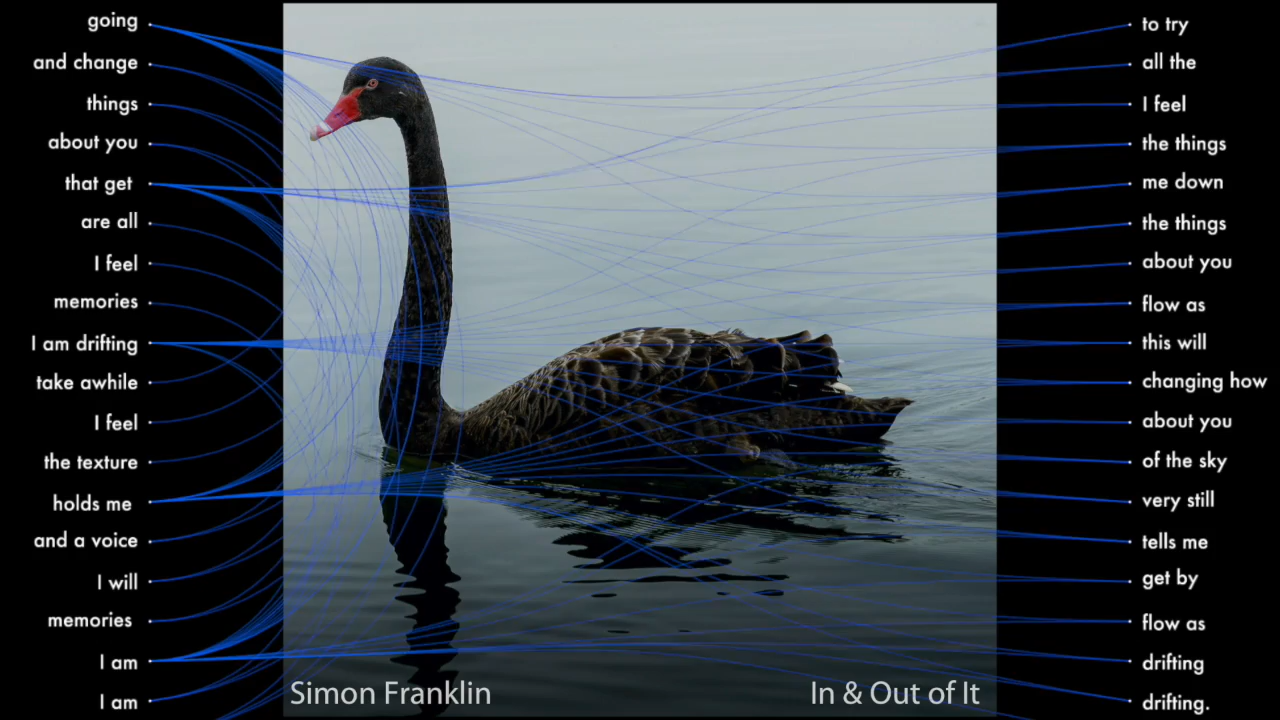 going to try
and change all the
things I feel
about you the things
that get me down
are all the things
I feel about you
memories flow as
I am drifting this will
take awhile changing how
I feel about you
the texture of the sky
holds me very still
and a voice tells me
I will get by
memories flow as
I am drifting
I am drifting.
Simon Franklin In & Out of It